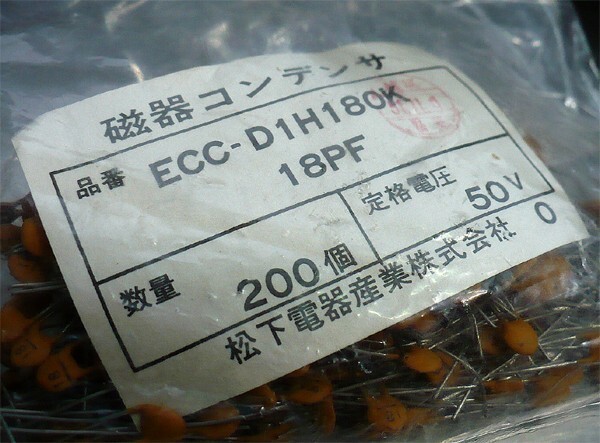 磁器コンデンサ
品番 ECC-D1H180K
18PF
数量 200個
定格電圧 50V
松下電器産業株式会社 0